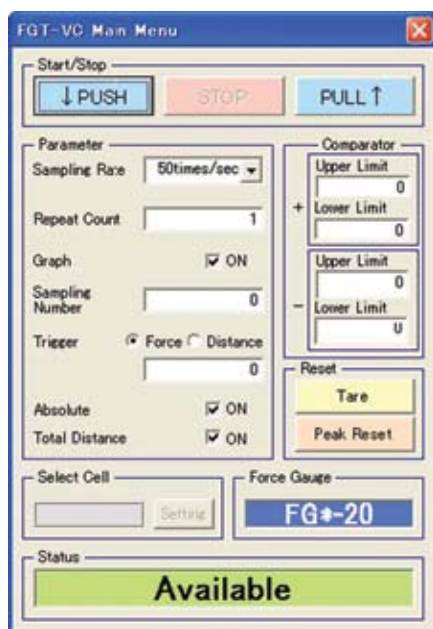 FGT-VC Main Menu
Start/Stop
↓PUSH STOP PULL↑
Parameter
Sampling Rate 50times/sec
Repeat Count 1
Graph ON
Sampling
Number 0
Trigger Force Distance
0
Absolute ON
Total Distance ON
Comparator
Upper Limit
0
+ Lower Limit
0
Upper Limit
0
- Lower Limit
0
Reset
Tare
Peak Reset
Select Cell
Setting
Force Gauge
FG*-20
Status
Available